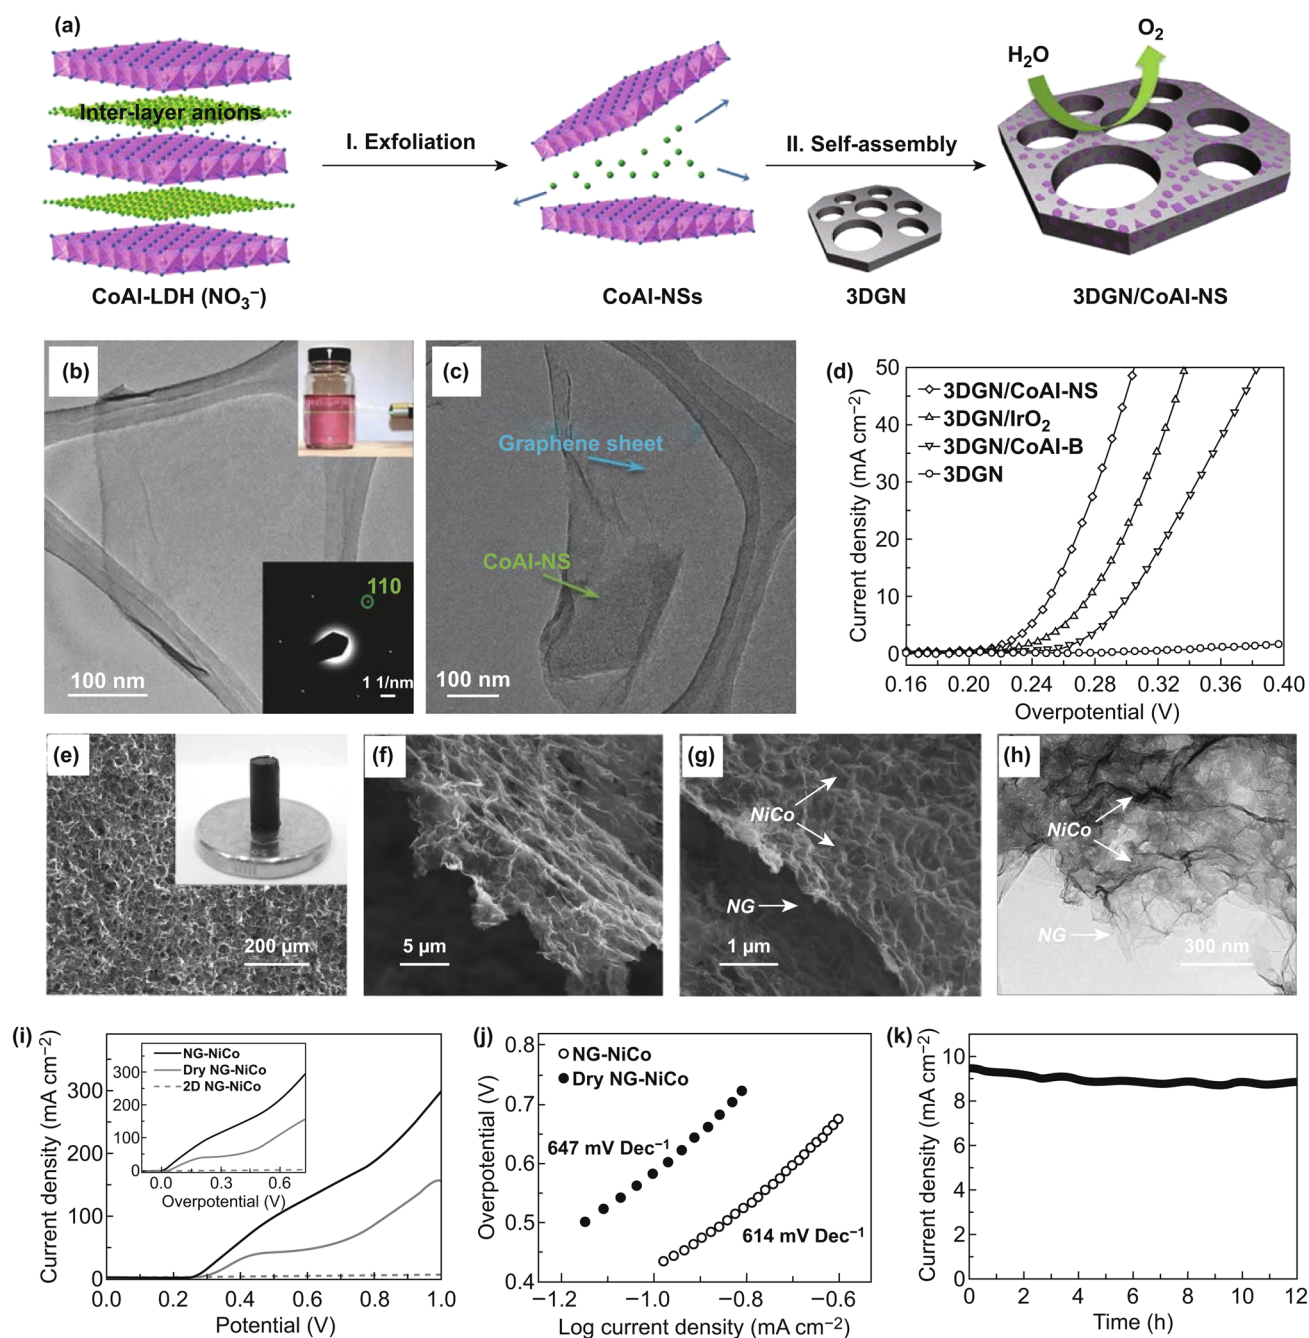 (a)
Inter-layer anions
I. Exfoliation
II. Self-assembly
H₂O
O₂
CoAl-LDH (NO₃⁻)
CoAl-NSs
3DGN
3DGN/CoAl-NS
(b)
110
1 1/nm
100 nm
(c)
Graphene sheet
CoAl-NS
100 nm
(d)
3DGN/CoAl-NS
3DGN/IrO₂
3DGN/CoAl-B
3DGN
Current density (mA cm⁻²)
50
40
30
20
10
0
0.16 0.20 0.24 0.28 0.32 0.36 0.40
Overpotential (V)
(e)
200 µm
(f)
5 µm
(g)
NiCo
NG
1 µm
(h)
NiCo
NG
300 nm
(i)
Current density (mA cm⁻²)
300
200
100
0
0.0 0.2 0.4 0.6 0.8 1.0
Potential (V)
NG-NiCo
Dry NG-NiCo
2D NG-NiCo
300
250
200
150
100
50
0
0.0 0.3 0.6
Overpotential (V)
(j)
NG-NiCo
Dry NG-NiCo
647 mV Dec⁻¹
614 mV Dec⁻¹
Overpotential (V)
0.8
0.7
0.6
0.5
0.4
−1.2 −1.0 −0.8 −0.6
Log current density (mA cm⁻²)
(k)
Current density (mA cm⁻²)
10
8
6
4
2
0
0 2 4 6 8 10 12
Time (h)